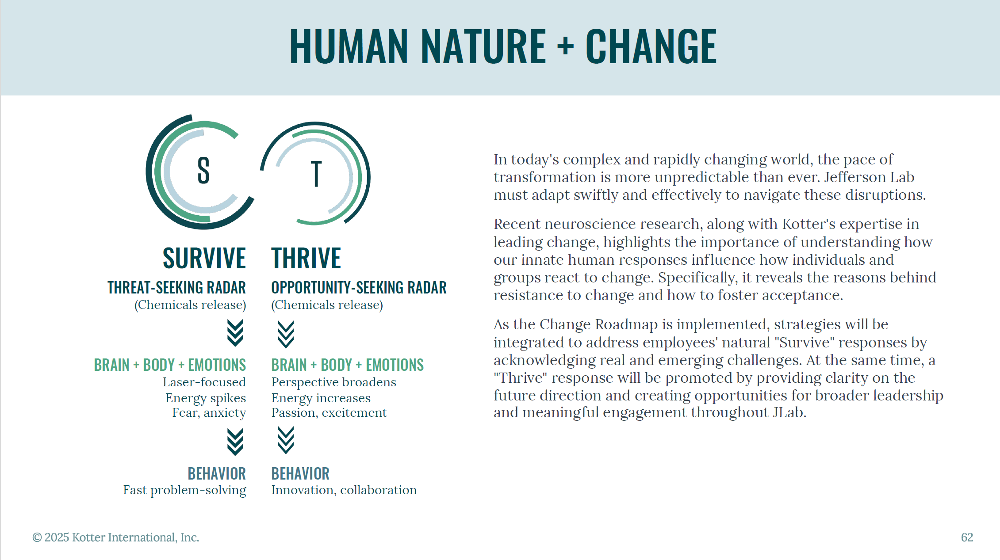 HUMAN NATURE + CHANGE
S
T
SURVIVE
THREAT-SEEKING RADAR
(Chemicals release)
BRAIN + BODY + EMOTIONS
Laser-focused
Energy spikes
Fear, anxiety
BEHAVIOR
Fast problem-solving
THRIVE
OPPORTUNITY-SEEKING RADAR
(Chemicals release)
BRAIN + BODY + EMOTIONS
Perspective broadens
Energy increases
Passion, excitement
BEHAVIOR
Innovation, collaboration
In today's complex and rapidly changing world, the pace of
transformation is more unpredictable than ever. Jefferson Lab
must adapt swiftly and effectively to navigate these disruptions.
Recent neuroscience research, along with Kotter's expertise in
leading change, highlights the importance of understanding how
our innate human responses influence how individuals and
groups react to change. Specifically, it reveals the reasons behind
resistance to change and how to foster acceptance.
As the Change Roadmap is implemented, strategies will be
integrated to address employees' natural "Survive" responses by
acknowledging real and emerging challenges. At the same time, a
"Thrive" response will be promoted by providing clarity on the
future direction and creating opportunities for broader leadership
and meaningful engagement throughout JLab.
© 2025 Kotter International, Inc.
62